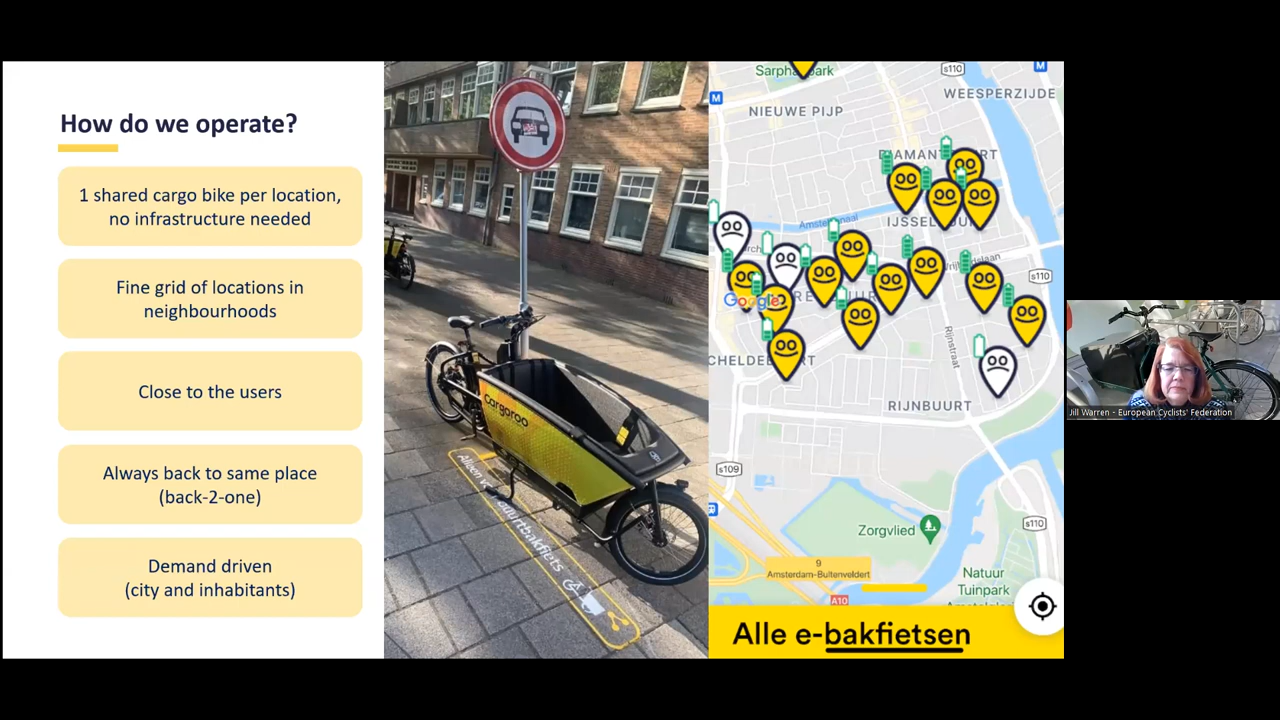 How do we operate?
1 shared cargo bike per location,
no infrastructure needed
Fine grid of locations in
neighbourhoods
Close to the users
Always back to same place
(back-2-one)
Demand driven
(city and inhabitants)
Cargoroo
Alleen
buurtbakfiets
s110
M
M
NIEUWE PIJP
WEESPERZIJDE
s110
Google
Rijnstraat
RIJNBUURT
s109
s110
Zorgvlied
9
Amsterdam-Buitenveldert
A10
Natuur
Tuinpark
Alle e-bakfietsen
Jill Warren - European Cyclists' Federation